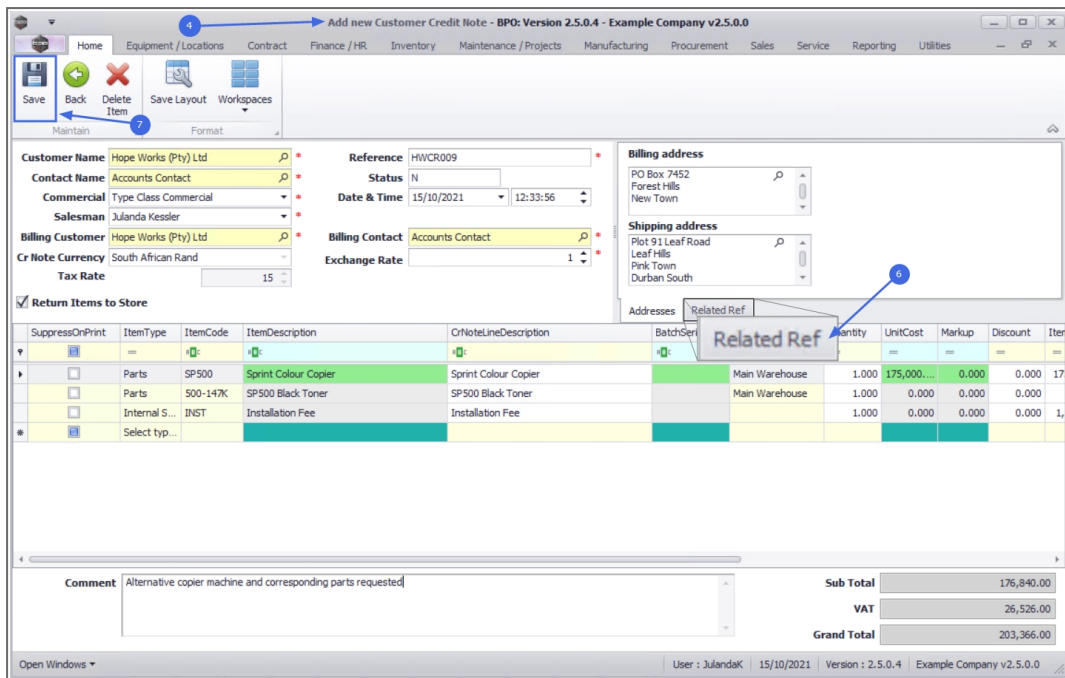 4
Add new Customer Credit Note - BPO: Version 2.5.0.4 - Example Company v2.5.0.0
Home Equipment / Locations Contract Finance / HR Inventory Maintenance / Projects Manufacturing Procurement Sales Service Reporting Utilities
Save Back Delete Item Save Layout Workspaces
7
Maintain Format
Customer Name Hope Works (Pty) Ltd * Reference HWCR009 * Billing address
Contact Name Accounts Contact * Status N PO Box 7452
Forest Hills
New Town
Commercial Type Class Commercial * Date & Time 15/10/2021 12:33:56
Salesman Julanda Kessler * Shipping address
Billing Customer Hope Works (Pty) Ltd * Billing Contact Accounts Contact * Plot 91 Leaf Road
Leaf Hills
Pink Town
Durban South
Cr Note Currency South African Rand Exchange Rate 1 *
Tax Rate 15
6
Return Items to Store
Addresses Related Ref
Related Ref
SuppressOnPrint ItemType ItemCode ItemDescription CrNoteLineDescription BatchSeri antity UnitCost Markup Discount Iter
Parts SP500 Sprint Colour Copier Sprint Colour Copier Main Warehouse 1.000 175,000.... 0.000 0.000 17
Parts 500-147K SP500 Black Toner SP500 Black Toner Main Warehouse 1.000 0.000 0.000 0.000
Internal S... INST Installation Fee Installation Fee 1.000 0.000 0.000 0.000 1,
Select typ...
Comment Alternative copier machine and corresponding parts requested
Sub Total 176,840.00
VAT 26,526.00
Grand Total 203,366.00
Open Windows User : JulandaK 15/10/2021 Version : 2.5.0.4 Example Company v2.5.0.0